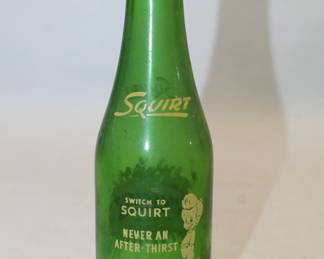 SQUIRT
SWITCH TO
SQUIRT
NEVER AN
AFTER-THIRST